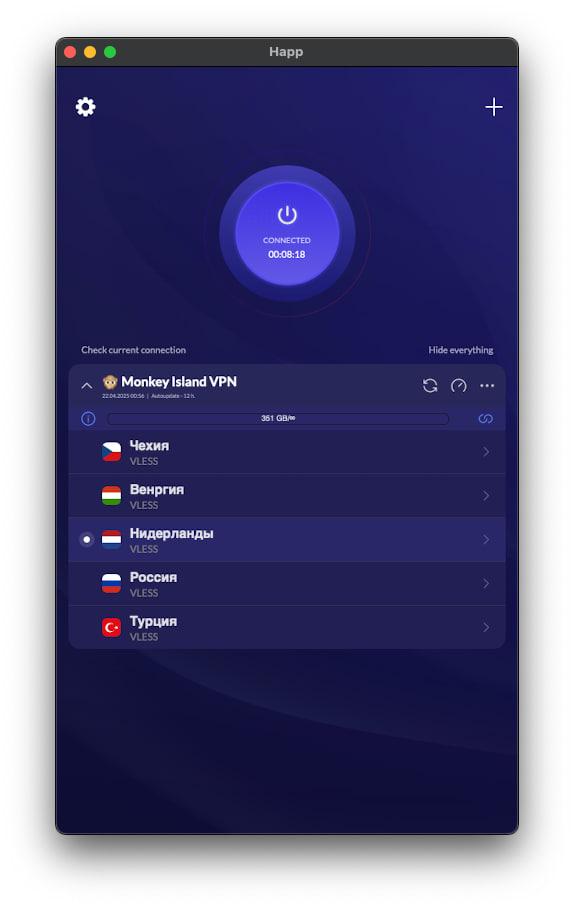 Happ
CONNECTED
00:08:18
Check current connection
Hide everything
Monkey Island VPN
22.04.2025 00:56 | Autoupdate - 12 h.
351 GB/∞
Чехия
VLESS
Венгрия
VLESS
Нидерланды
VLESS
Россия
VLESS
Турция
VLESS